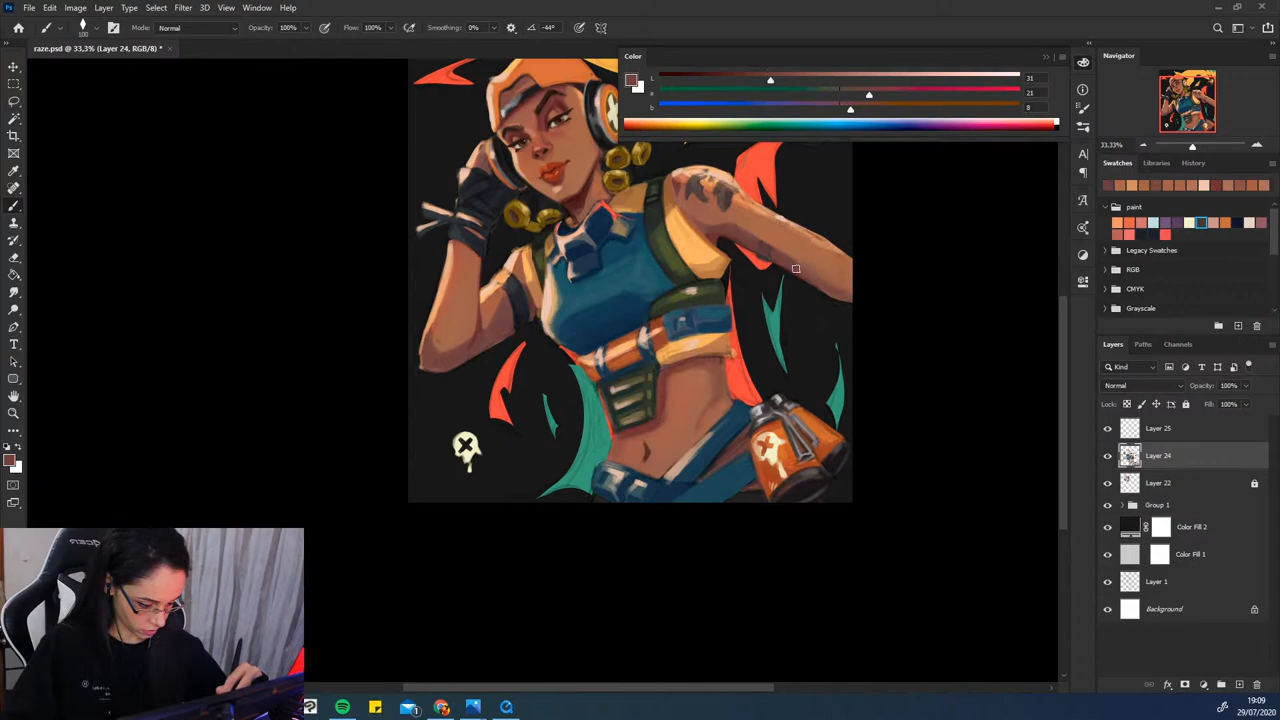 Ps File Edit Image Layer Type Select Filter 3D View Window Help
100 Mode: Normal Opacity: 100% Flow: 100% Smoothing: 0% -44°
raze.psd @ 33,3% (Layer 24, RGB/8) * ×
Color
L 31
a 21
b 8
Navigator
33,33%
Swatches Libraries History
paint
Legacy Swatches
RGB
CMYK
Grayscale
Layers Paths Channels
Kind
Normal Opacity: 100%
Lock: Fill: 100%
Layer 25
Layer 24
Layer 22
Group 1
Color Fill 2
Color Fill 1
Layer 1
Background
19:09
29/07/2020